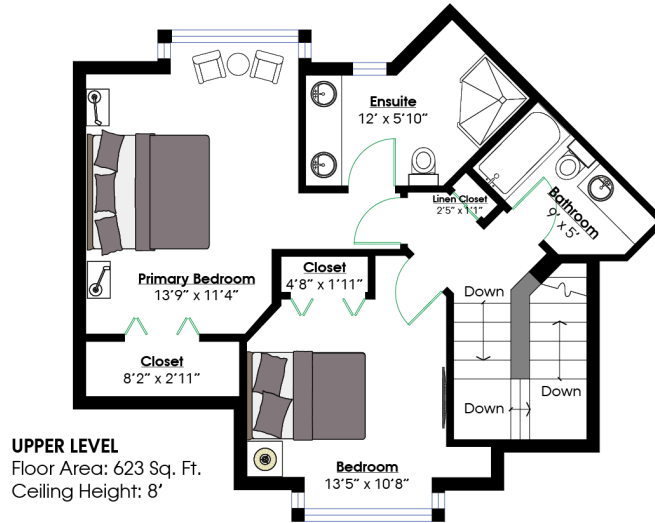 Ensuite
12' x 5'10"
Linen Closet
2'5" x 1'1"
Bathroom
9' x 5'
Primary Bedroom
13'9" x 11'4"
Closet
4'8" x 1'11"
Down
Down
Down
Closet
8'2" x 2'11"
Bedroom
13'5" x 10'8"
UPPER LEVEL
Floor Area: 623 Sq. Ft.
Ceiling Height: 8'